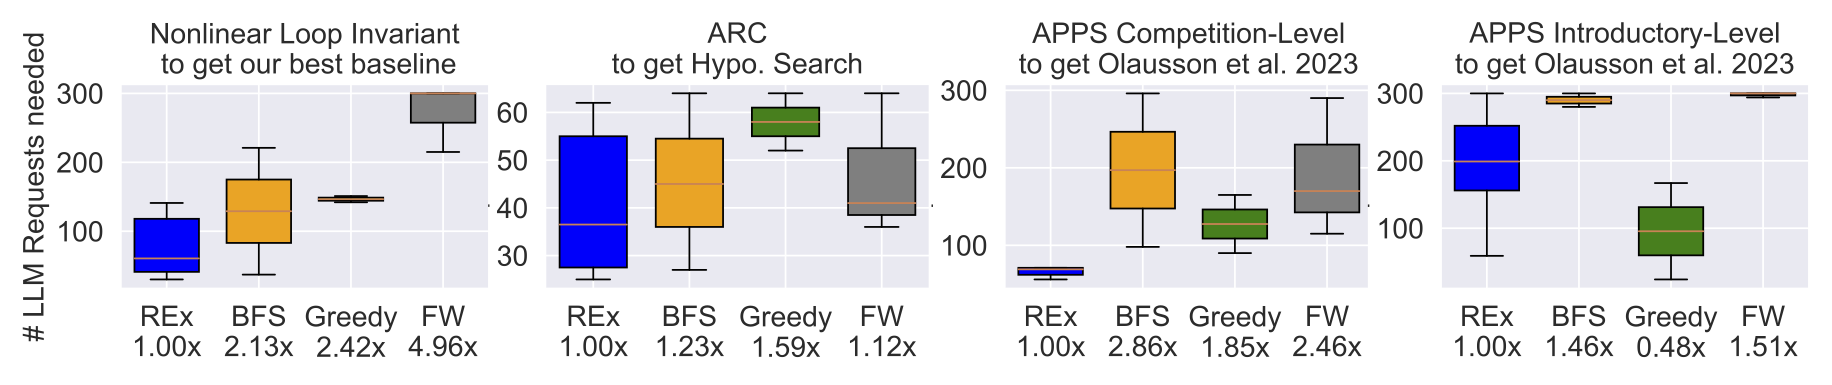 # LLM Requests needed
Nonlinear Loop Invariant
to get our best baseline
300
200
100
REx BFS Greedy FW
1.00x 2.13x 2.42x 4.96x
ARC
to get Hypo. Search
60
50
40
30
REx BFS Greedy FW
1.00x 1.23x 1.59x 1.12x
APPS Competition-Level
to get Olausson et al. 2023
300
200
100
REx BFS Greedy FW
1.00x 2.86x 1.85x 2.46x
APPS Introductory-Level
to get Olausson et al. 2023
300
200
100
REx BFS Greedy FW
1.00x 1.46x 0.48x 1.51x